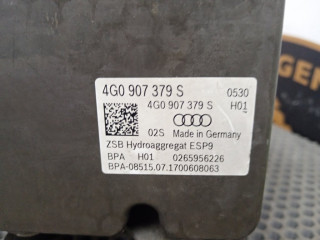 4G0 907 379 S 0530
4G0 907 379 S H01
02S Made in Germany
ZSB Hydroaggregat ESP9
BPA H01 0265956226
BPA-08515.07.1700608063
GEN